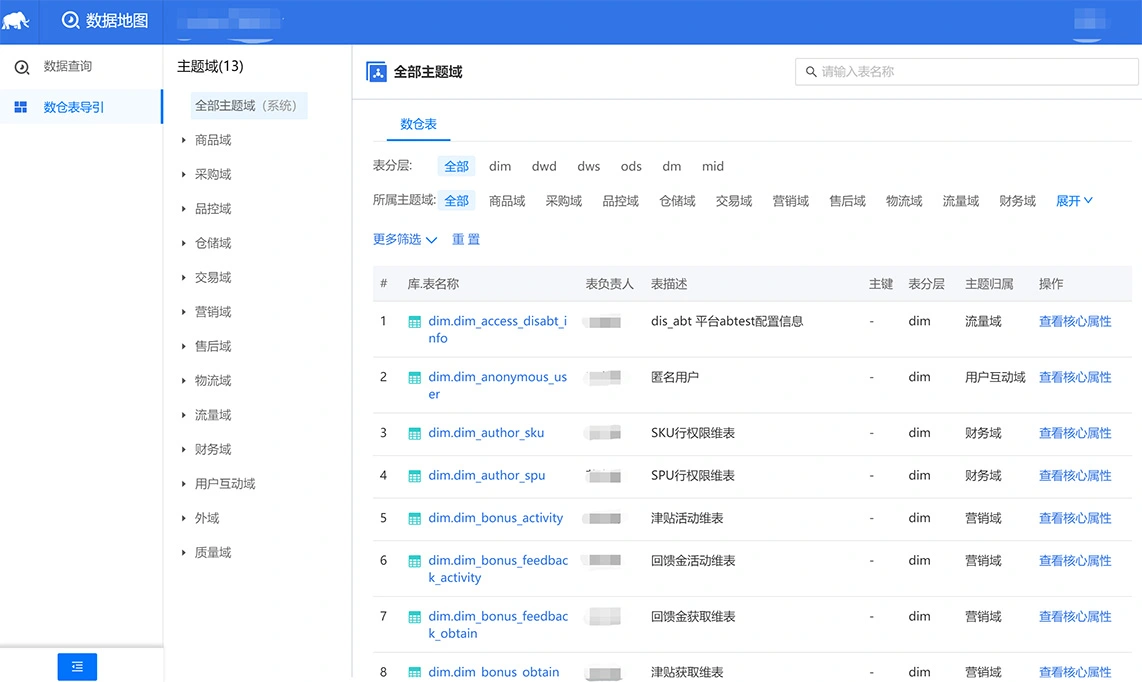 数据地图
数据查询
数仓表导引
主题域(13)
全部主题域（系统）
商品域
采购域
品控域
仓储域
交易域
营销域
售后域
物流域
流量域
财务域
用户互动域
外域
质量域
全部主题域
请输入表名称
数仓表
表分层: 全部 dim dwd dws ods dm mid
所属主题域: 全部 商品域 采购域 品控域 仓储域 交易域 营销域 售后域 物流域 流量域 财务域 展开
更多筛选 重 置
# 库.表名称 表负责人 表描述 主键 表分层 主题归属 操作
1 dim.dim_access_disabt_i dis_abt 平台abtest配置信息 - dim 流量域 查看核心属性
nfo
2 dim.dim_anonymous_us 匿名用户 - dim 用户互动域 查看核心属性
er
3 dim.dim_author_sku SKU行权限维表 - dim 财务域 查看核心属性
4 dim.dim_author_spu SPU行权限维表 - dim 财务域 查看核心属性
5 dim.dim_bonus_activity 津贴活动维表 - dim 营销域 查看核心属性
6 dim.dim_bonus_feedbac 回馈金活动维表 - dim 营销域 查看核心属性
k_activity
7 dim.dim_bonus_feedbac 回馈金获取维表 - dim 营销域 查看核心属性
k_obtain
8 dim.dim_bonus_obtain 津贴获取维表 - dim 营销域 查看核心属性